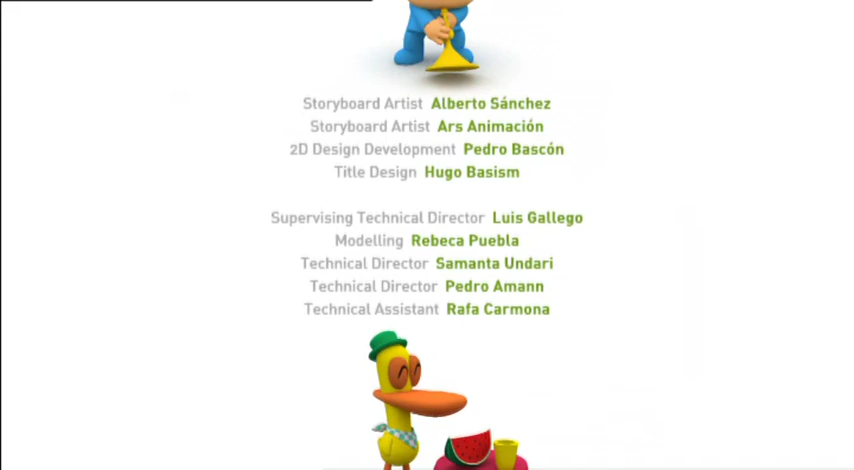 Storyboard Artist Alberto Sánchez
Storyboard Artist Ars Animación
2D Design Development Pedro Bascón
Title Design Hugo Basism
Supervising Technical Director Luis Gallego
Modelling Rebeca Puebla
Technical Director Samanta Undari
Technical Director Pedro Amann
Technical Assistant Rafa Carmona